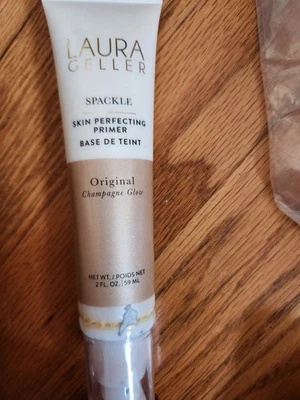 LAURA
GELLER
SPACKLE
SKIN PERFECTING
PRIMER
BASE DE TEINT
Original
Champagne Glow
NET WT. / POIDS NET
2 FL. OZ. / 59 ML